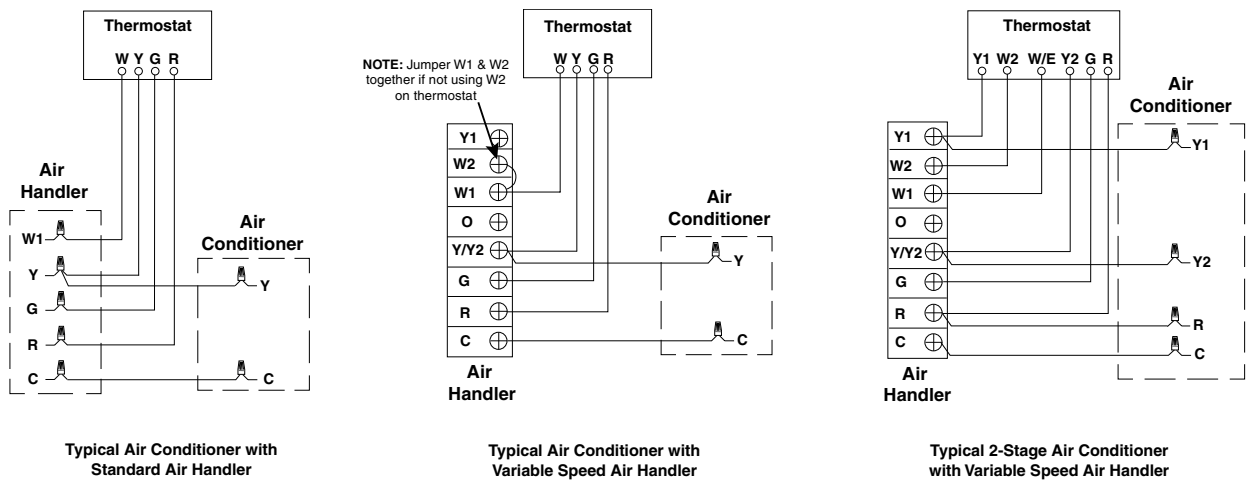 Thermostat
W Y G R
Air
Handler
W1
Y
G
R
C
Air
Conditioner
Y
C
Typical Air Conditioner with
Standard Air Handler
Thermostat
W Y G R
NOTE: Jumper W1 & W2
together if not using W2
on thermostat
Y1
W2
W1
O
Y/Y2
G
R
C
Air
Handler
Air
Conditioner
Y
C
Typical Air Conditioner with
Variable Speed Air Handler
Thermostat
Y1 W2 W/E Y2 G R
Y1
W2
W1
O
Y/Y2
G
R
C
Air
Handler
Air
Conditioner
Y1
Y2
R
C
Typical 2-Stage Air Conditioner
with Variable Speed Air Handler